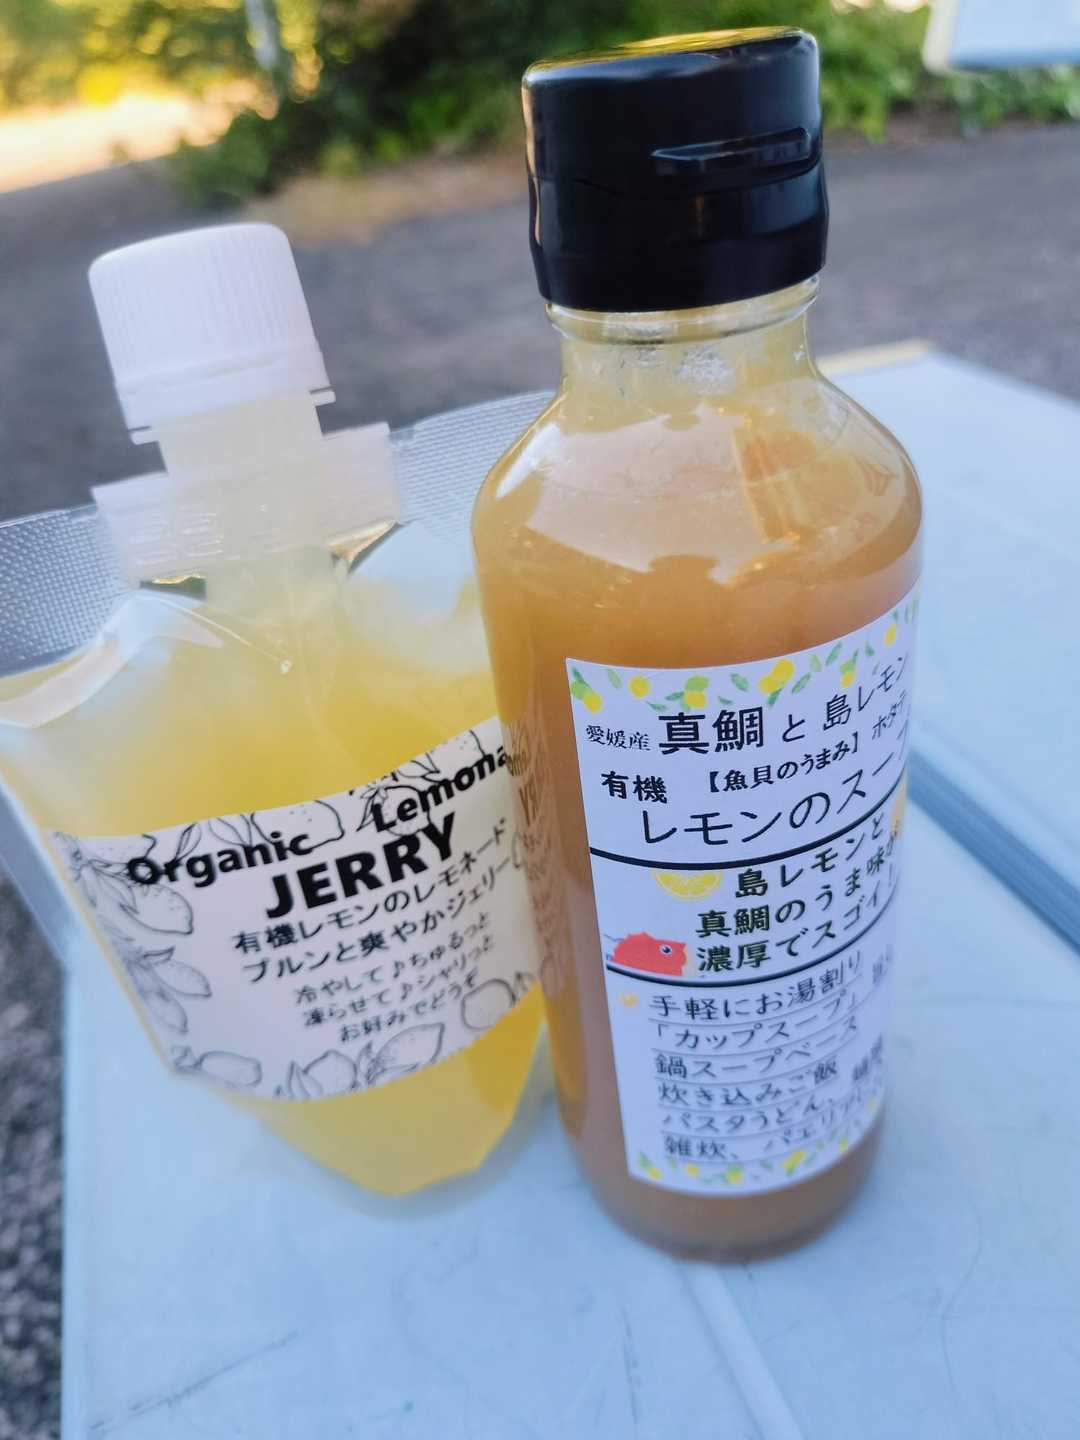 Organic Lemona
JERRY
有機レモンのレモネード
プルンと爽やかジェリー
冷やして♪ちゅるっと
凍らせて♪シャリっと
お好みでどうぞ
愛媛産 真鯛と島レモン
有機 【魚貝のうまみ】 ホタテ
レモンのスープ
島レモンと
真鯛のうま味が
濃厚でスゴイ!
手軽にお湯割り
「カップスープ」
鍋スープベース
炊き込みご飯
パスタうどん、
雑炊、パエリア